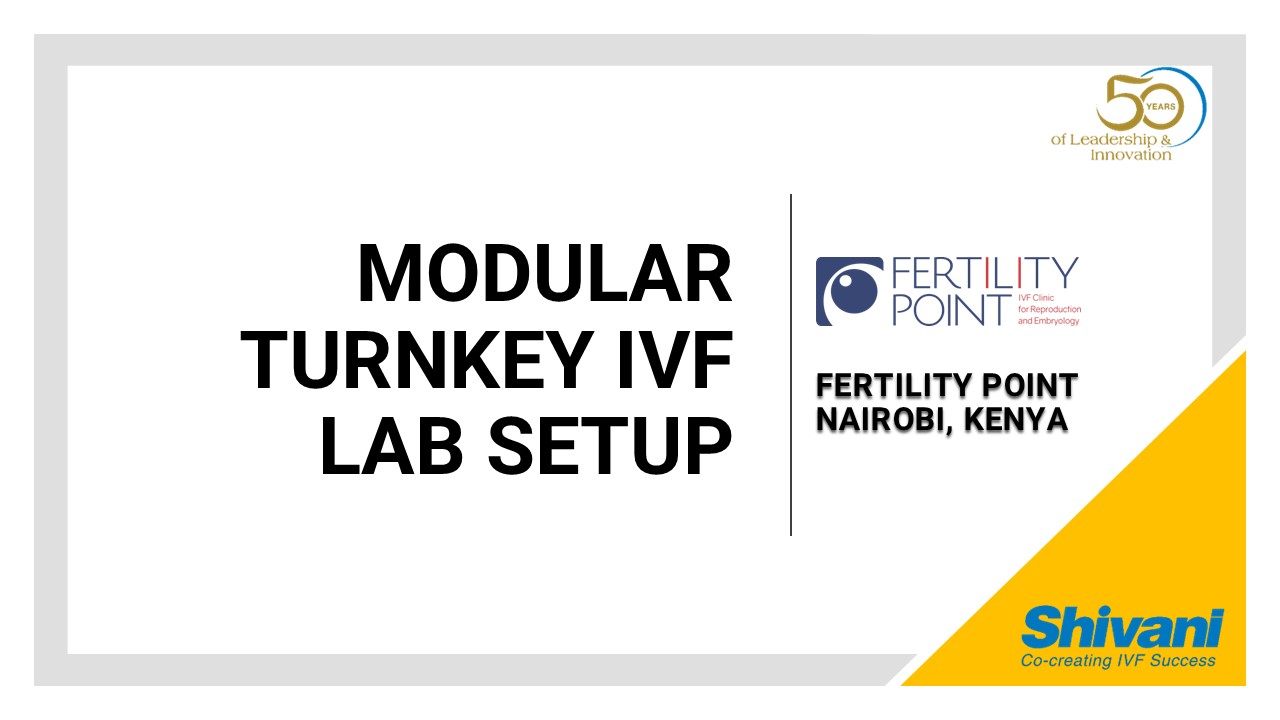 50 YEARS
of Leadership &
Innovation
MODULAR
TURNKEY IVF
LAB SETUP
FERTILITY
POINT
IVF Clinic
for Reproduction
and Embryology
FERTILITY POINT
NAIROBI, KENYA
Shivani
Co-creating IVF Success